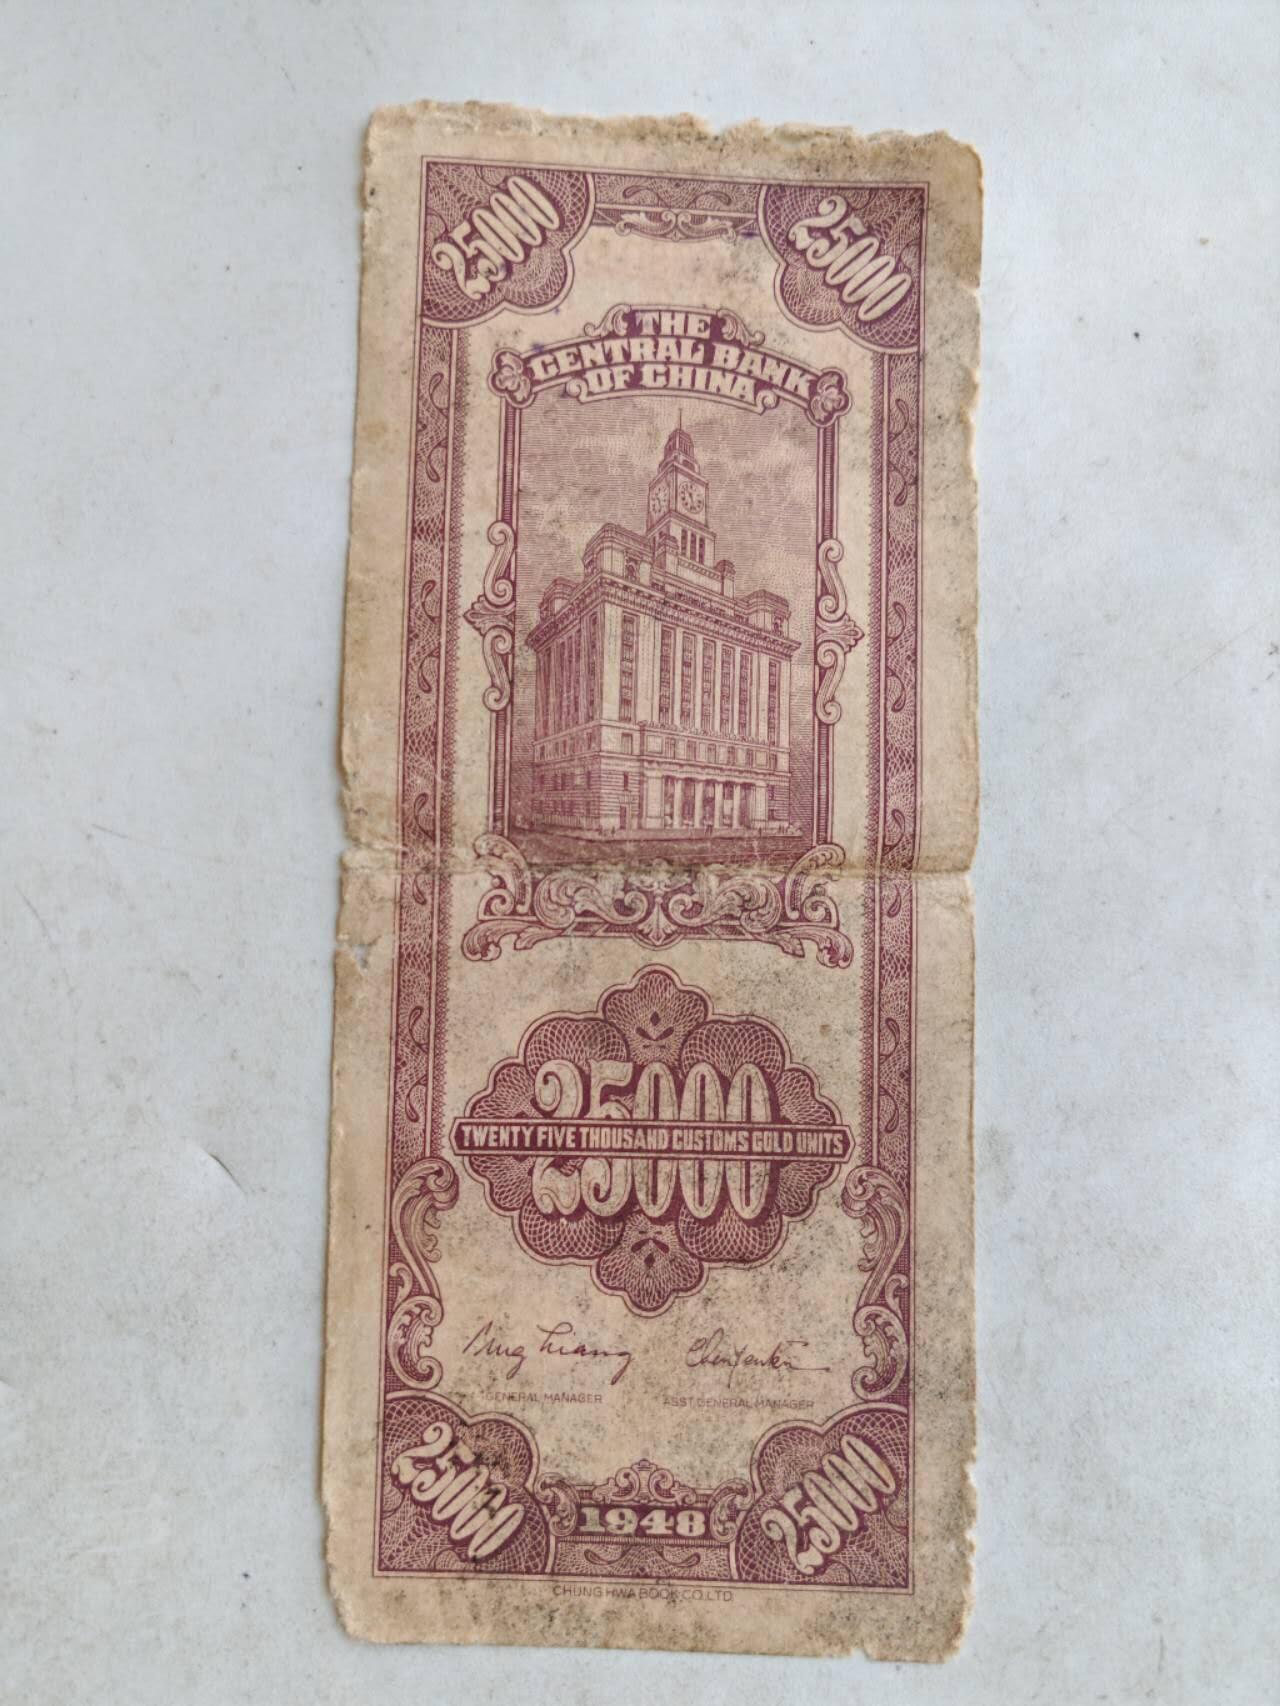 25000
25000
THE
CENTRAL BANK
OF CHINA
25000
TWENTY FIVE THOUSAND CUSTOMS GOLD UNITS
GENERAL MANAGER
ASST GENERAL MANAGER
25000
1948
25000
CHUNG HWA BOOK CO. LTD